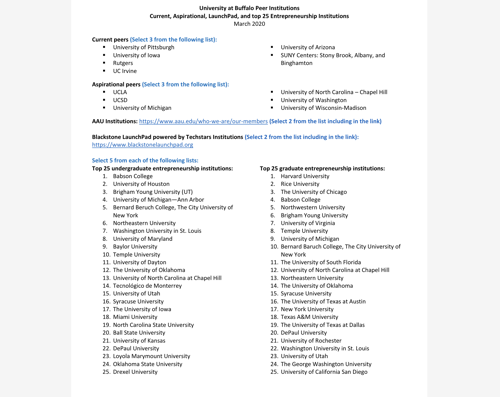 University at Buffalo Peer Institutions
Current, Aspirational, LaunchPad, and top 25 Entrepreneurship Institutions
March 2020
Current peers (Select 3 from the following list):
▪ University of Pittsburgh
▪ University of Iowa
▪ Rutgers
▪ UC Irvine
▪ University of Arizona
▪ SUNY Centers: Stony Brook, Albany, and
Binghamton
Aspirational peers (Select 3 from the following list):
▪ UCLA
▪ UCSD
▪ University of Michigan
▪ University of North Carolina – Chapel Hill
▪ University of Washington
▪ University of Wisconsin-Madison
AAU Institutions: https://www.aau.edu/who-we-are/our-members (Select 2 from the list including in the link)
Blackstone LaunchPad powered by Techstars Institutions (Select 2 from the list including in the link):
https://www.blackstonelaunchpad.org
Select 5 from each of the following lists:
Top 25 undergraduate entrepreneurship institutions:
1. Babson College
2. University of Houston
3. Brigham Young University (UT)
4. University of Michigan—Ann Arbor
5. Bernard Baruch College, The City University of
New York
6. Northeastern University
7. Washington University in St. Louis
8. University of Maryland
9. Baylor University
10. Temple University
11. University of Dayton
12. The University of Oklahoma
13. University of North Carolina at Chapel Hill
14. Tecnológico de Monterrey
15. University of Utah
16. Syracuse University
17. The University of Iowa
18. Miami University
19. North Carolina State University
20. Ball State University
21. University of Kansas
22. DePaul University
23. Loyola Marymount University
24. Oklahoma State University
25. Drexel University
Top 25 graduate entrepreneurship institutions:
1. Harvard University
2. Rice University
3. The University of Chicago
4. Babson College
5. Northwestern University
6. Brigham Young University
7. University of Virginia
8. Temple University
9. University of Michigan
10. Bernard Baruch College, The City University of
New York
11. The University of South Florida
12. University of North Carolina at Chapel Hill
13. Northeastern University
14. The University of Oklahoma
15. Syracuse University
16. The University of Texas at Austin
17. New York University
18. Texas A&M University
19. The University of Texas at Dallas
20. DePaul University
21. University of Rochester
22. Washington University in St. Louis
23. University of Utah
24. The George Washington University
25. University of California San Diego